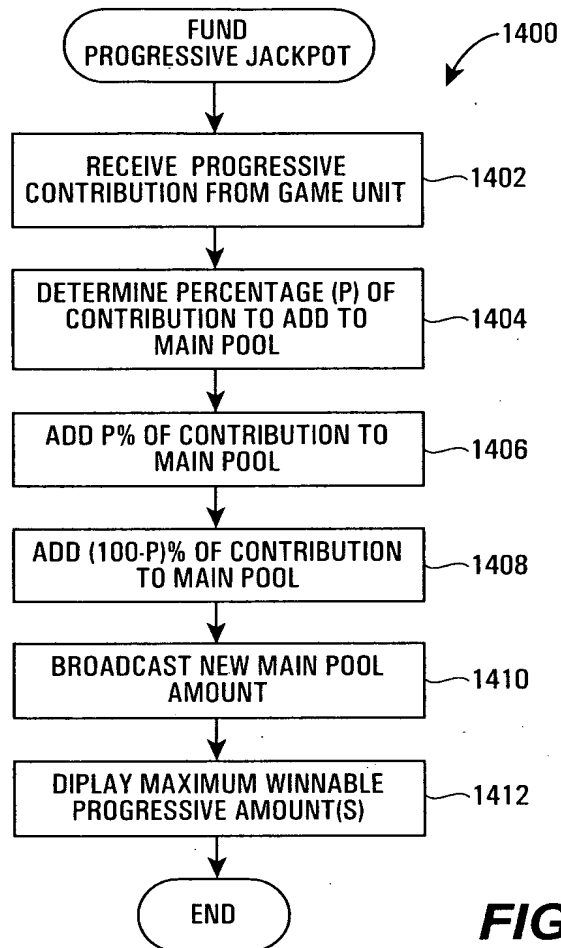 FUND
PROGRESSIVE JACKPOT
1400
RECEIVE PROGRESSIVE
CONTRIBUTION FROM GAME UNIT
1402
DETERMINE PERCENTAGE (P) OF
CONTRIBUTION TO ADD TO
MAIN POOL
1404
ADD P% OF CONTRIBUTION TO
MAIN POOL
1406
ADD (100-P)% OF CONTRIBUTION
TO MAIN POOL
1408
BROADCAST NEW MAIN POOL
AMOUNT
1410
DIPLAY MAXIMUM WINNABLE
PROGRESSIVE AMOUNT(S)
1412
END
FIG